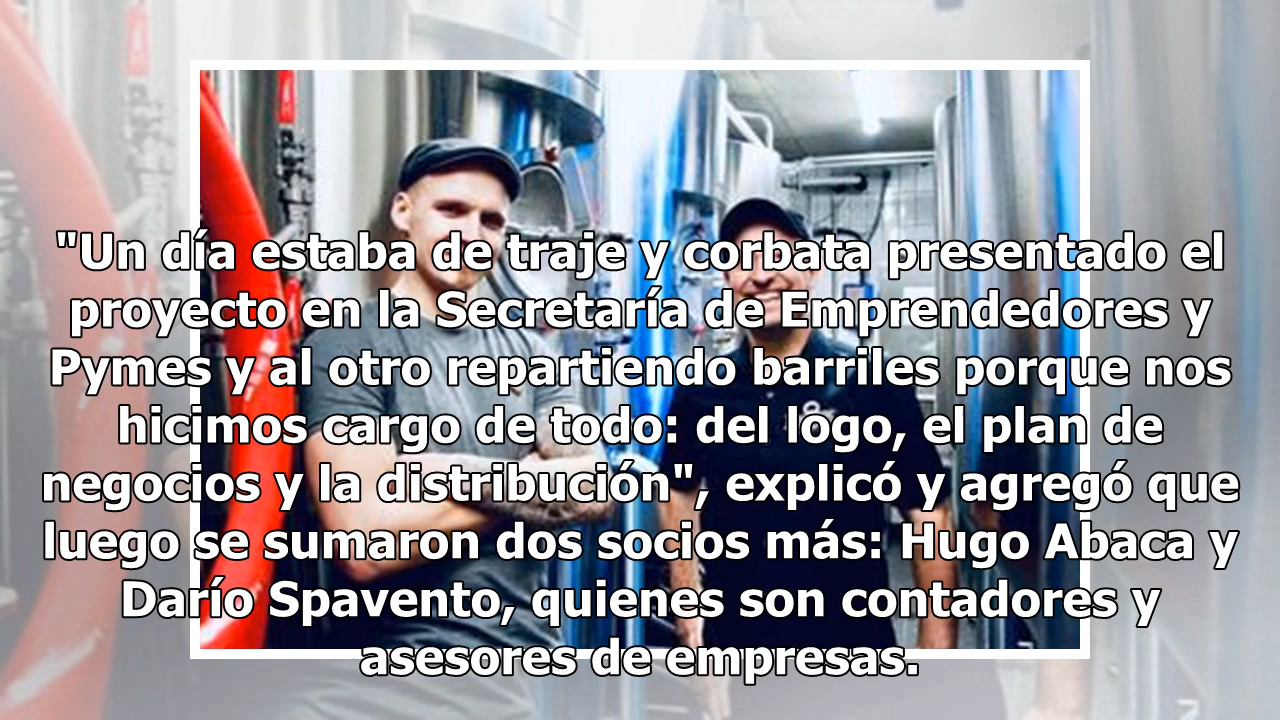 "Un día estaba de traje y corbata presentado el
proyecto en la Secretaría de Emprendedores y
Pymes y al otro repartiendo barriles porque nos
hicimos cargo de todo: del logo, el plan de
negocios y la distribución", explicó y agregó que
luego se sumaron dos socios más: Hugo Abaca y
Darío Spavento, quienes son contadores y
asesores de empresas.